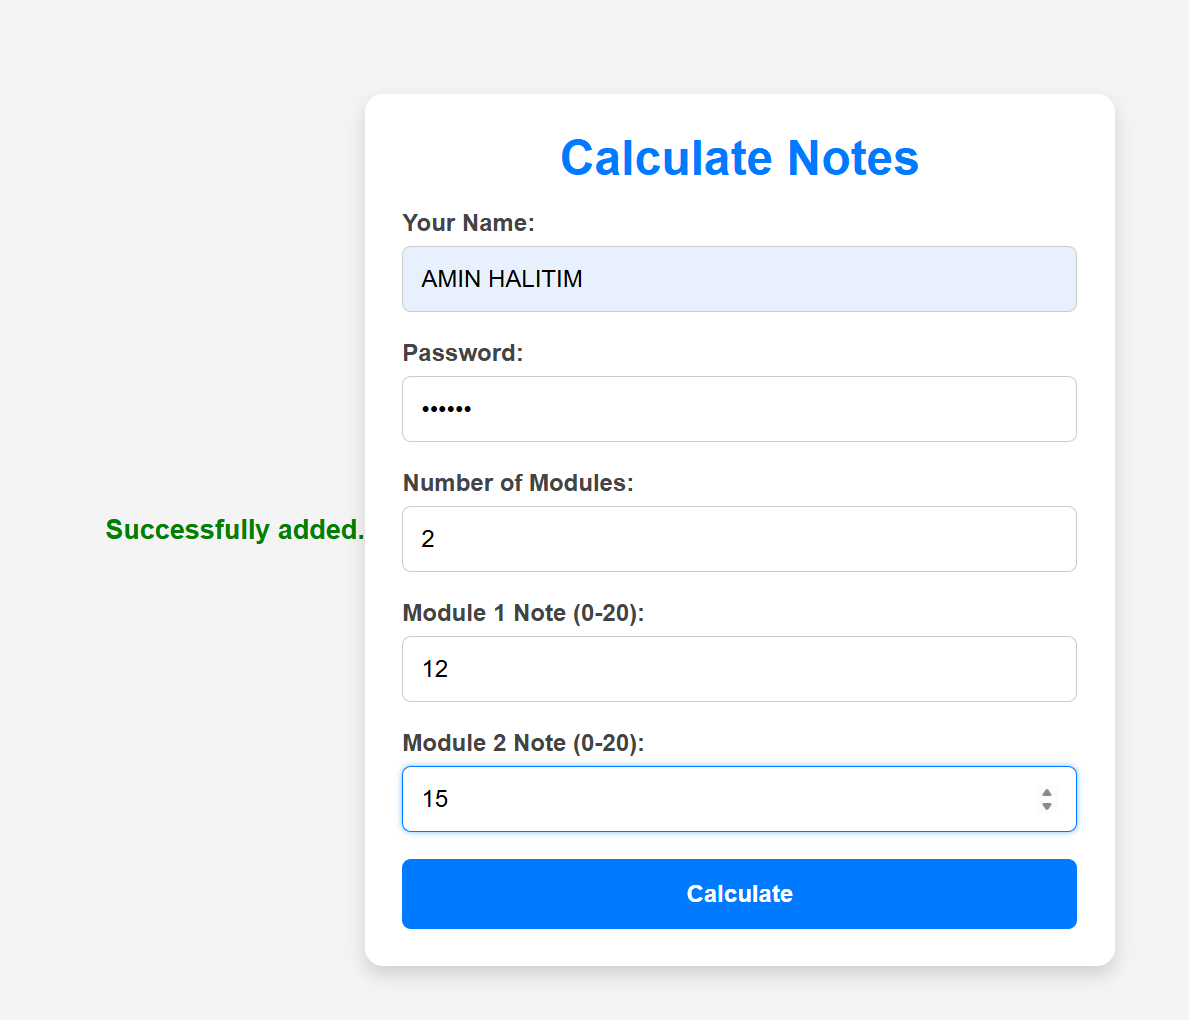 Calculate Notes
Your Name:
AMIN HALITIM
Password:
••••••
Number of Modules:
2
Successfully added.
Module 1 Note (0-20):
12
Module 2 Note (0-20):
15
Calculate